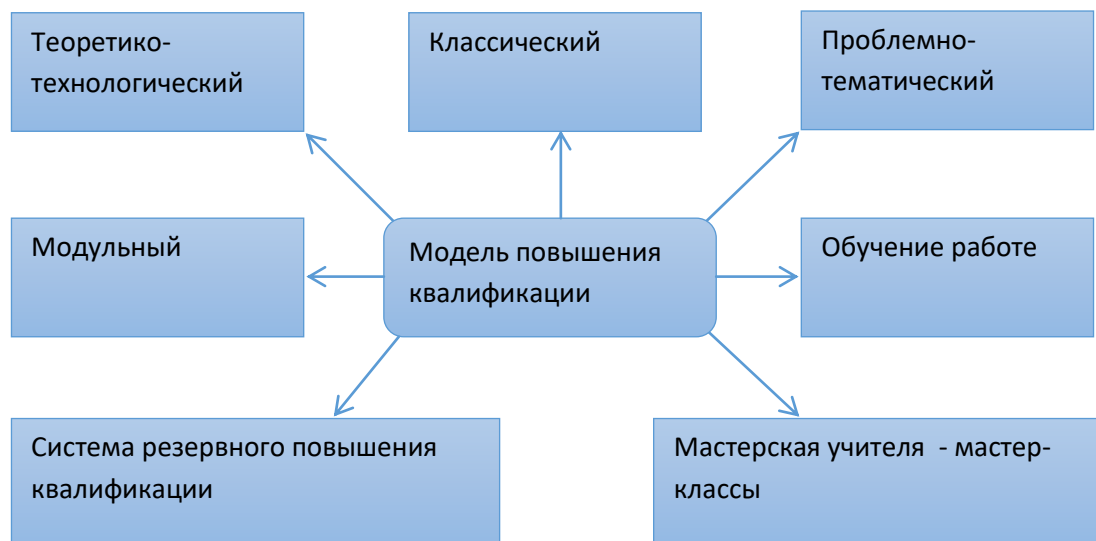 Теоретико-
технологический
Классический
Проблемно-
тематический
Модульный
Модель повышения
квалификации
Обучение работе
Система резервного повышения
квалификации
Мастерская учителя - мастер-
классы